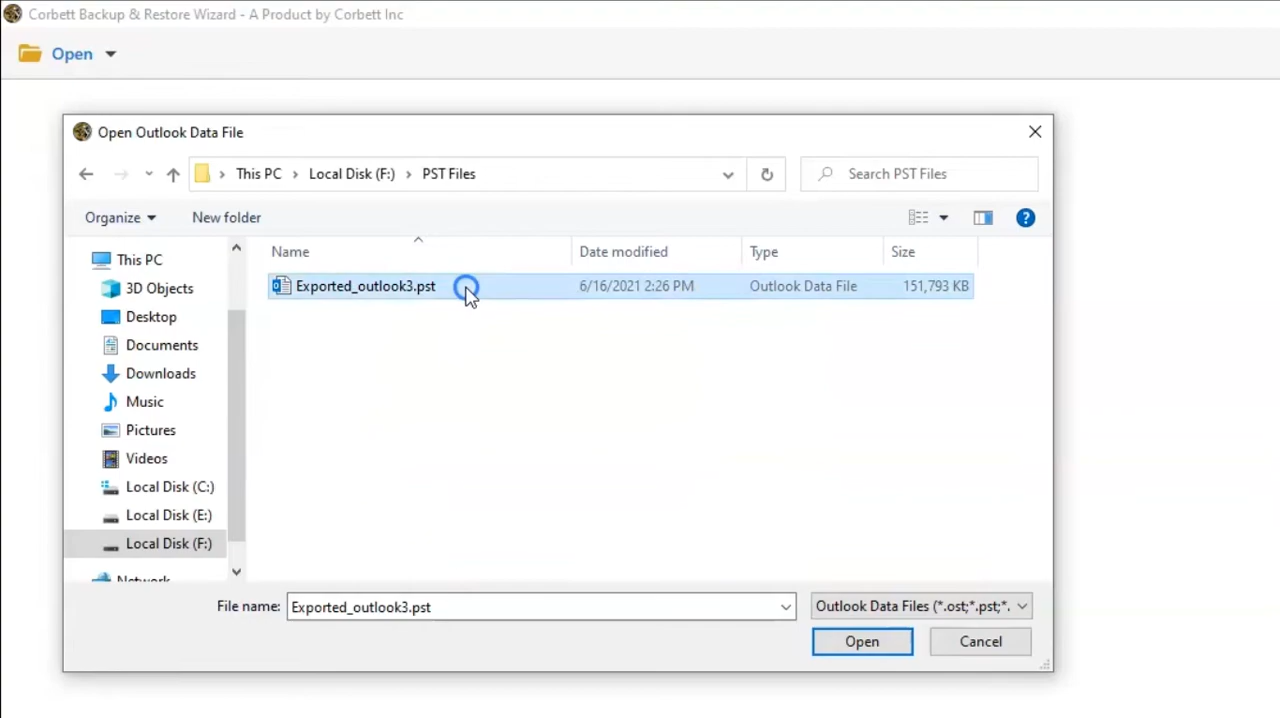 Corbett Backup & Restore Wizard - A Product by Corbett Inc
Open
Open Outlook Data File
This PC > Local Disk (F:) > PST Files
Search PST Files
Organize
New folder
?
Name Date modified Type Size
Exported_outlook3.pst 6/16/2021 2:26 PM Outlook Data File 151,793 KB
This PC
3D Objects
Desktop
Documents
Downloads
Music
Pictures
Videos
Local Disk (C:)
Local Disk (E:)
Local Disk (F:)
Network
File name: Exported_outlook3.pst Outlook Data Files (*.ost;*.pst;*.
Open Cancel